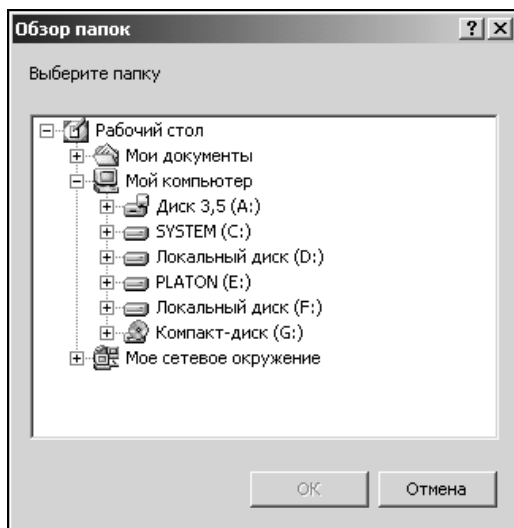 Обзор папок
Выберите папку
Рабочий стол
Мои документы
Мой компьютер
Диск 3,5 (A:)
SYSTEM (C:)
Локальный диск (D:)
PLATON (E:)
Локальный диск (F:)
Компакт-диск (G:)
Мое сетевое окружение
ОК Отмена